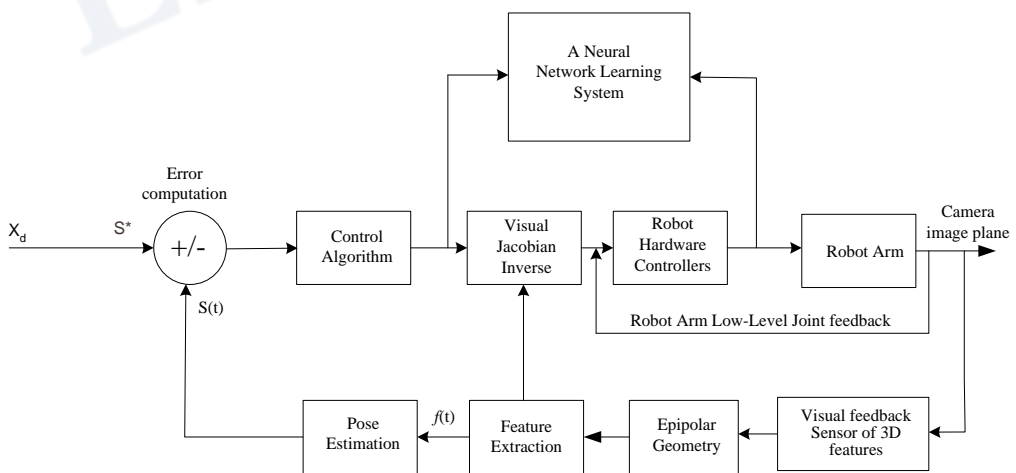 A Neural
Network Learning
System
Error
computation
X_d
S*
+/-
Control
Algorithm
Visual
Jacobian
Inverse
Robot
Hardware
Controllers
Robot Arm
Camera
image plane
S(t)
Robot Arm Low-Level Joint feedback
Pose
Estimation
f(t)
Feature
Extraction
Epipolar
Geometry
Visual feedback
Sensor of 3D
features